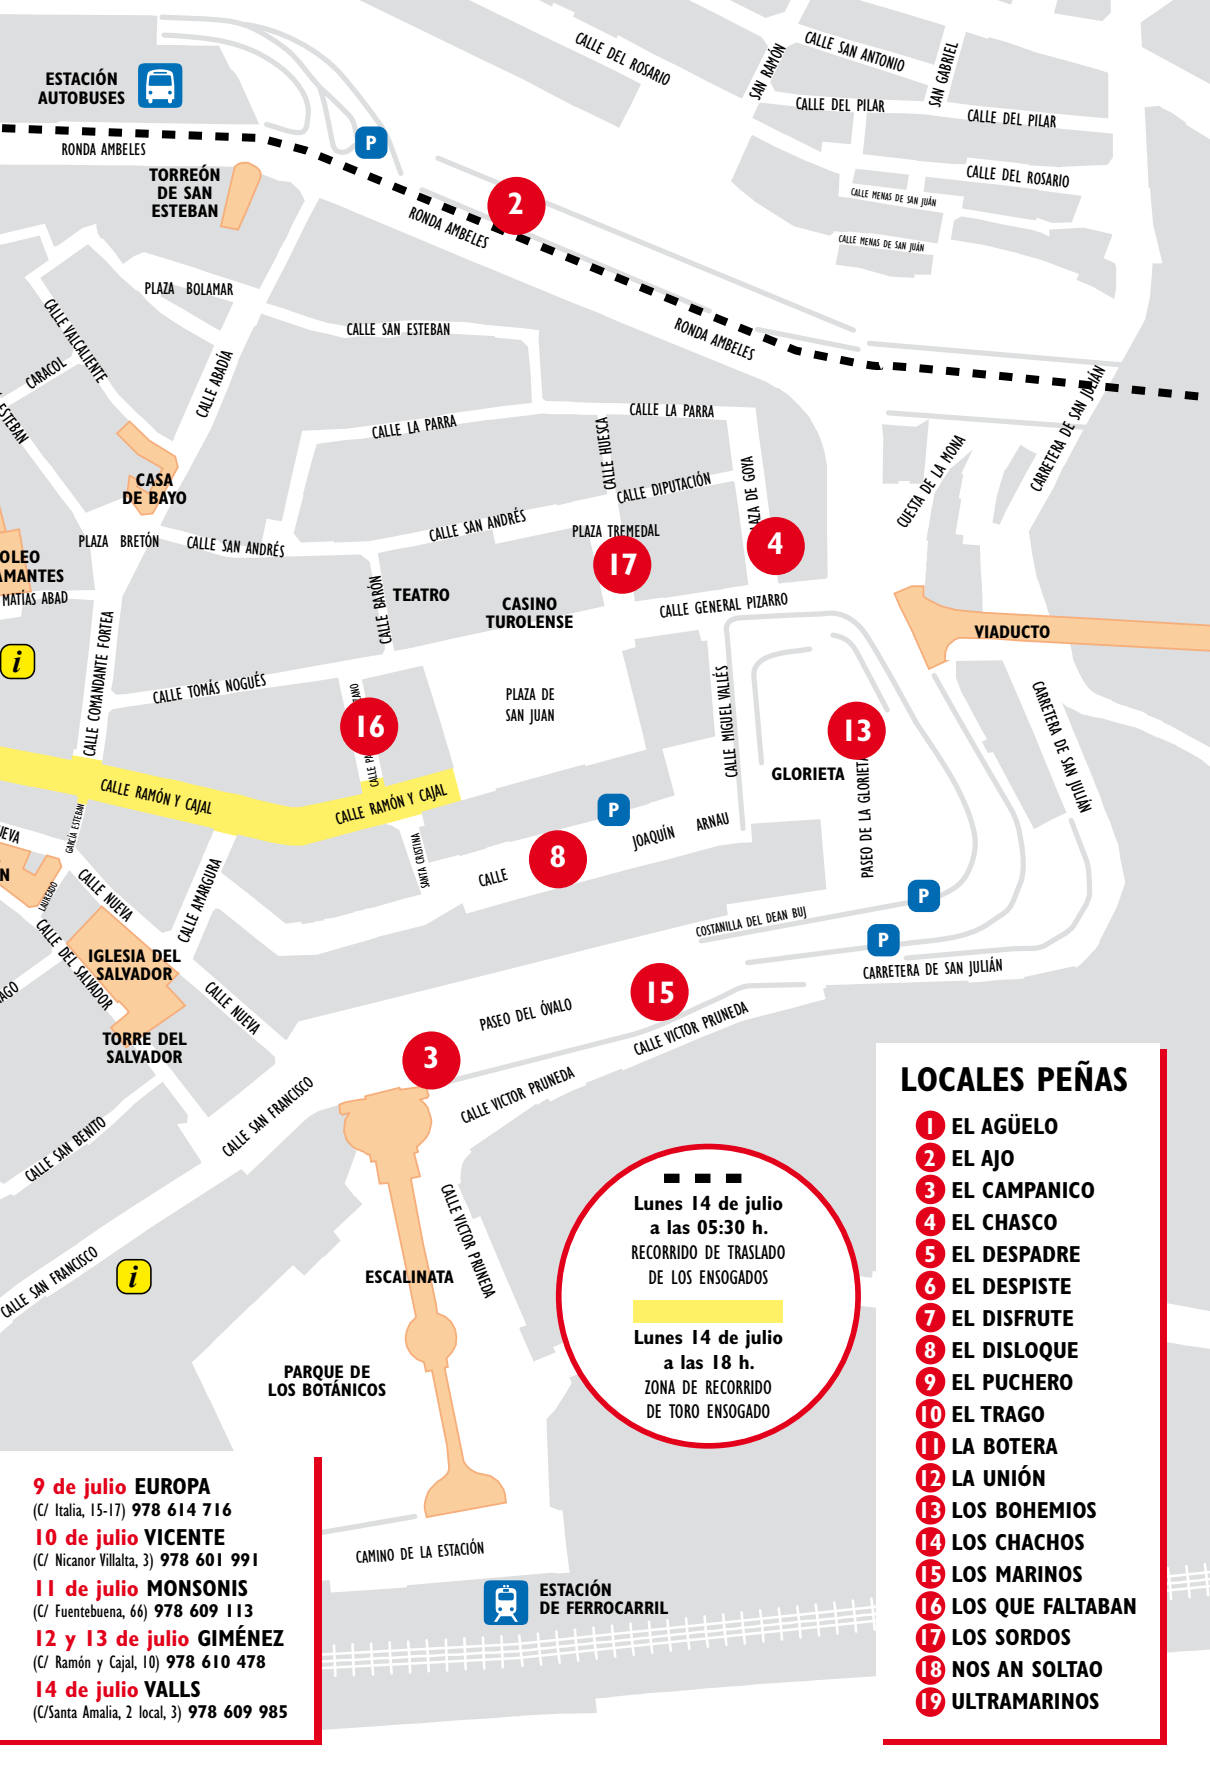 CALLE DEL ROSARIO
SAN RAMÓN
CALLE SAN ANTONIO
SAN GABRIEL
CALLE DEL PILAR
CALLE DEL PILAR
CALLE DEL ROSARIO
CALLE MENAS DE SAN JUÁN
CALLE MENAS DE SAN JUÁN
ESTACIÓN
AUTOBUSES
P
RONDA AMBELES
TORREÓN
DE SAN
ESTEBAN
2
RONDA AMBELES
RONDA AMBELES
PLAZA BOLAMAR
CALLE VALCALIENTE
CALLE SAN ESTEBAN
CARACOL
ESTEBAN
CALLE ABADÍA
CALLE LA PARRA
CALLE LA PARRA
CALLE HUESCA
CARRETERA DE SAN JULIÁN
CUESTA DE LA MONA
CASA
DE BAYO
CALLE DIPUTACIÓN
AZA DE GOYA
CALLE SAN ANDRÉS
PLAZA TREMEDAL
4
17
PLAZA BRETÓN
CALLE SAN ANDRÉS
OLEO
AMANTES
MATÍAS ABAD
TEATRO
CALLE BARÓN
CASINO
TUROLENSE
CALLE GENERAL PIZARRO
VIADUCTO
i
CALLE COMANDANTE FORTEA
CALLE TOMÁS NOGUÉS
PLAZA DE
SAN JUAN
CALLE MIGUEL VALLÉS
CARRETERA DE SAN JULIÁN
16
13
GLORIETA
PASEO DE LA GLORIETA
CALLE RAMÓN Y CAJAL
CALLE RAMÓN Y CAJAL
P
JOAQUÍN ARNAU
UEVA
GARCÍA ESTEBAN
SANTA CRISTINA
8
CALLE
N
LAUREADO
CALLE NUEVA
CALLE AMARGURA
P
COSTANILLA DEL DEAN BUJ
P
CALLE DEL SALVADOR
IGLESIA DEL
SALVADOR
CARRETERA DE SAN JULIÁN
AGO
CALLE NUEVA
15
PASEO DEL ÓVALO
CALLE VICTOR PRUNEDA
TORRE DEL
SALVADOR
3
CALLE VICTOR PRUNEDA
CALLE SAN FRANCISCO
CALLE SAN BENITO
CALLE VICTOR PRUNEDA
CALLE SAN FRANCISCO
i
ESCALINATA
PARQUE DE
LOS BOTÁNICOS
Lunes 14 de julio
a las 05:30 h.
RECORRIDO DE TRASLADO
DE LOS ENSOGADOS
Lunes 14 de julio
a las 18 h.
ZONA DE RECORRIDO
DE TORO ENSOGADO
LOCALES PEÑAS
1 EL AGÜELO
2 EL AJO
3 EL CAMPANICO
4 EL CHASCO
5 EL DESPADRE
6 EL DESPISTE
7 EL DISFRUTE
8 EL DISLOQUE
9 EL PUCHERO
10 EL TRAGO
11 LA BOTERA
12 LA UNIÓN
13 LOS BOHEMIOS
14 LOS CHACHOS
15 LOS MARINOS
16 LOS QUE FALTABAN
17 LOS SORDOS
18 NOS AN SOLTAO
19 ULTRAMARINOS
9 de julio EUROPA
(C/ Italia, 15-17) 978 614 716
10 de julio VICENTE
(C/ Nicanor Villalta, 3) 978 601 991
11 de julio MONSONIS
(C/ Fuentebuena, 66) 978 609 113
12 y 13 de julio GIMÉNEZ
(C/ Ramón y Cajal, 10) 978 610 478
14 de julio VALLS
(C/Santa Amalia, 2 local, 3) 978 609 985
CAMINO DE LA ESTACIÓN
ESTACIÓN
DE FERROCARRIL